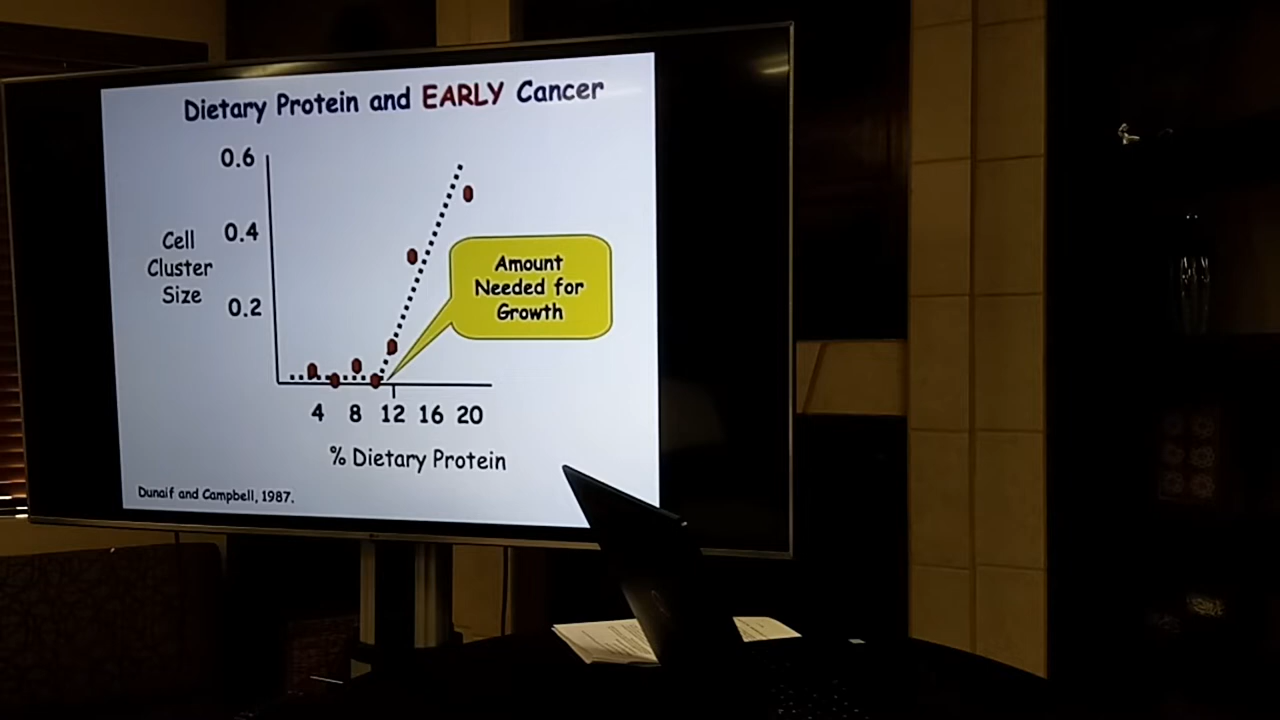 Dietary Protein and EARLY Cancer
0.6
0.4
0.2
Cell
Cluster
Size
Amount
Needed for
Growth
4 8 12 16 20
% Dietary Protein
Dunaif and Campbell, 1987.